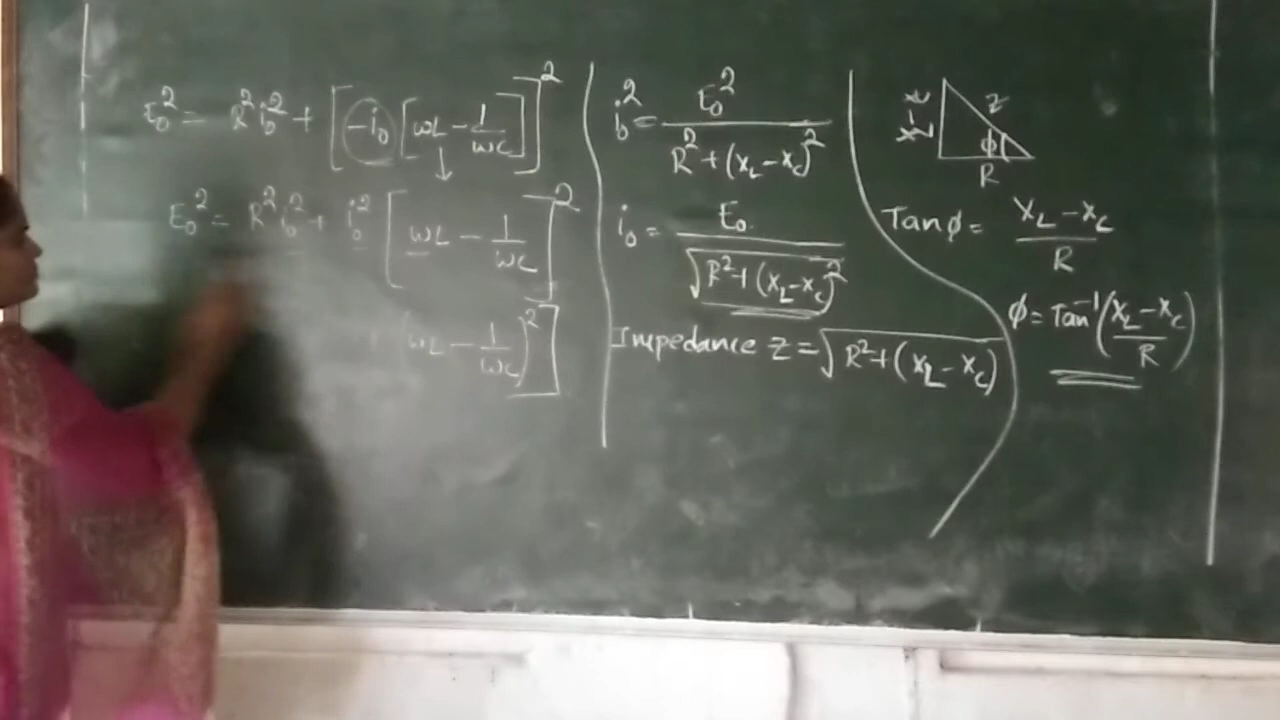 E₀² = R²i₀² + [-i₀ [ωL - 1/ωC]]²
E₀² = R²i₀² + i₀² [ωL - 1/ωC]²
ωL - 1/ωC)²]
i₀² = E₀² / R² + (X_L - X_C)²
i₀ = E₀ / √R² + (X_L - X_C)²
Impedance Z = √R² + (X_L - X_C)
Z
ϕ
R
Tanϕ = X_L - X_C / R
ϕ = Tan⁻¹(X_L - X_C / R)